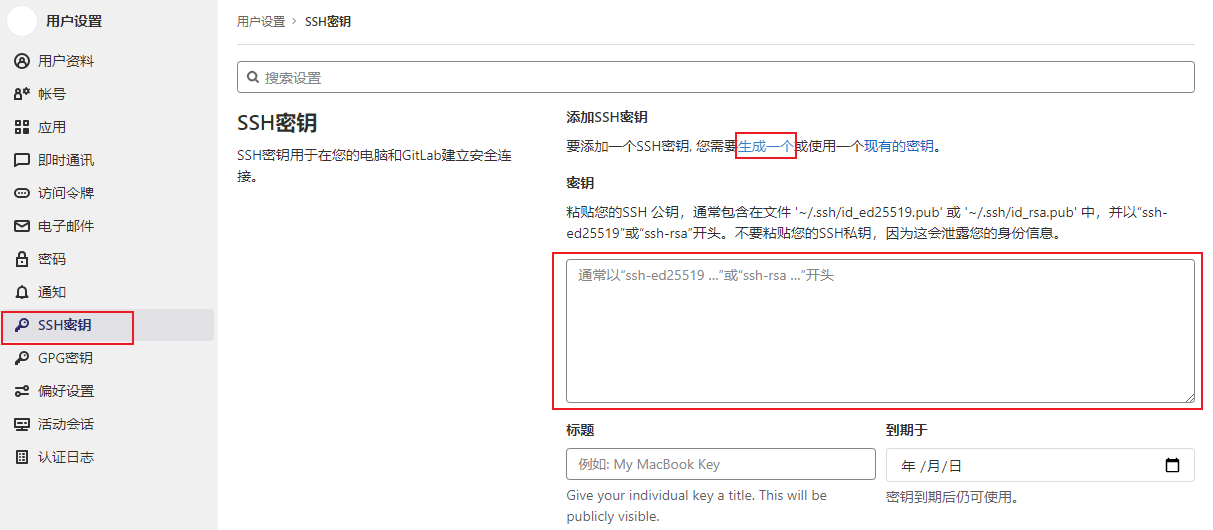 用户设置
用户资料
帐号
应用
即时通讯
访问令牌
电子邮件
密码
通知
SSH密钥
GPG密钥
偏好设置
活动会话
认证日志
用户设置 › SSH密钥
搜索设置
SSH密钥
SSH密钥用于在您的电脑和GitLab建立安全连
接。
添加SSH密钥
要添加一个SSH密钥, 您需要生成一个或使用一个现有的密钥。
密钥
粘贴您的SSH 公钥，通常包含在文件 '~/.ssh/id_ed25519.pub' 或 '~/.ssh/id_rsa.pub' 中，并以“ssh-
ed25519”或“ssh-rsa”开头。不要粘贴您的SSH私钥，因为这会泄露您的身份信息。
通常以“ssh-ed25519 ...”或“ssh-rsa ...”开头
标题
例如: My MacBook Key
Give your individual key a title. This will be
publicly visible.
到期于
年 /月/日
密钥到期后仍可使用。